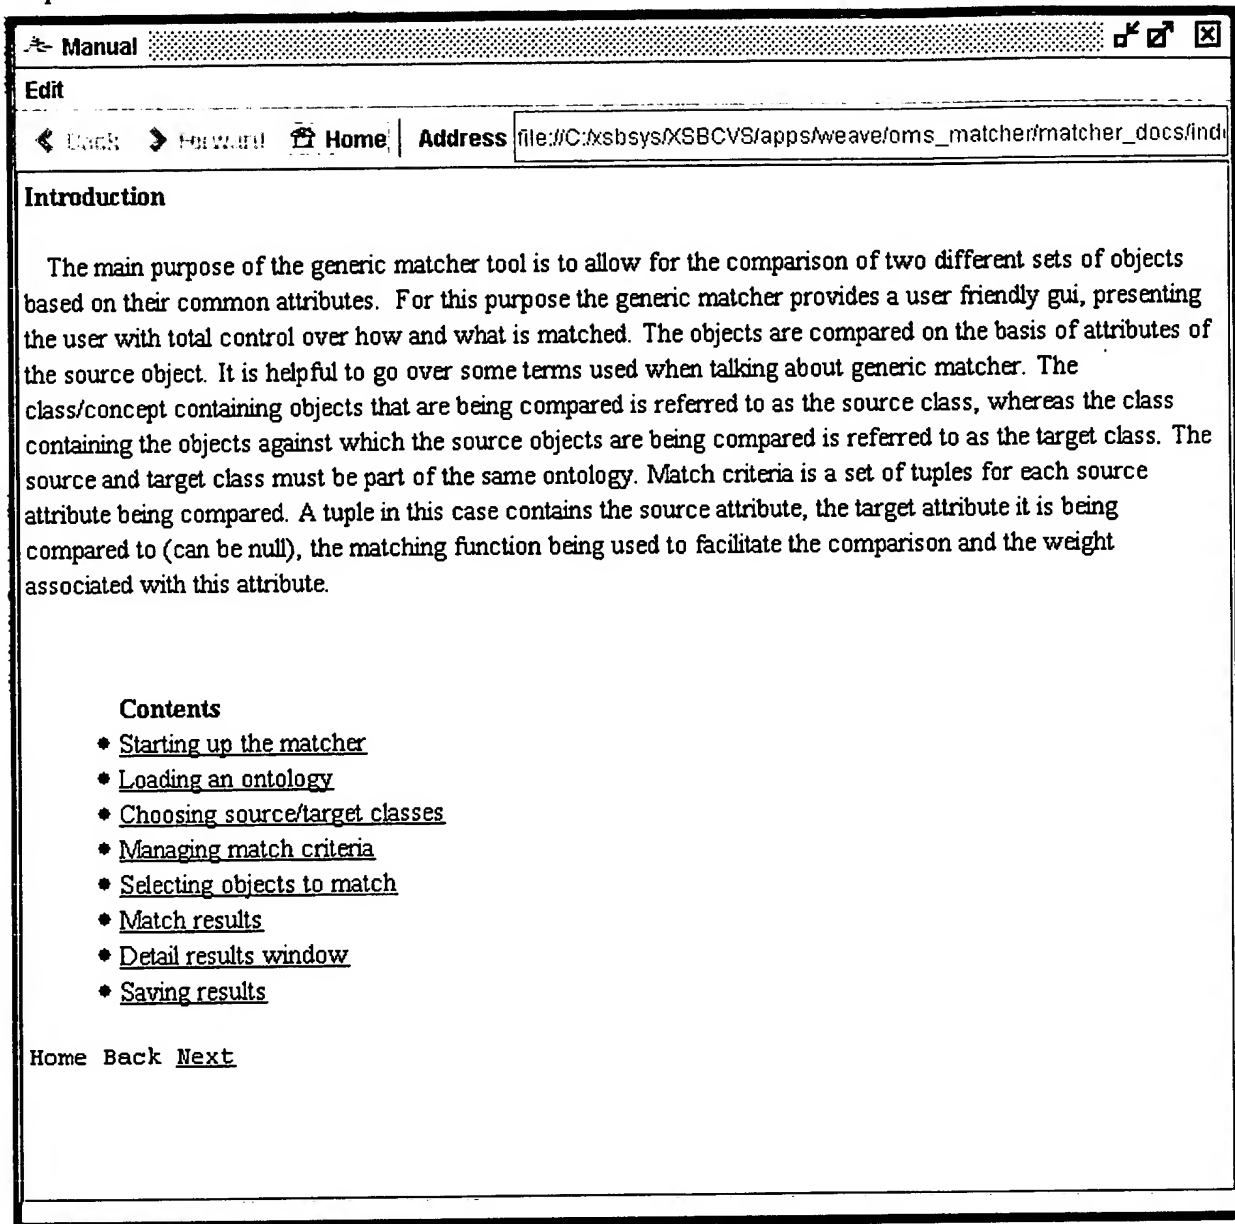 Manual
Edit
Back Forward Home Address file://C:/xsbsys/XSBCVS/apps/weave/oms_matcher/matcher_docs/ind
Introduction
The main purpose of the generic matcher tool is to allow for the comparison of two different sets of objects
based on their common attributes. For this purpose the generic matcher provides a user friendly gui, presenting
the user with total control over how and what is matched. The objects are compared on the basis of attributes of
the source object. It is helpful to go over some terms used when talking about generic matcher. The
class/concept containing objects that are being compared is referred to as the source class, whereas the class
containing the objects against which the source objects are being compared is referred to as the target class. The
source and target class must be part of the same ontology. Match criteria is a set of tuples for each source
attribute being compared. A tuple in this case contains the source attribute, the target attribute it is being
compared to (can be null), the matching function being used to facilitate the comparison and the weight
associated with this attribute.
Contents
Starting up the matcher
Loading an ontology
Choosing source/target classes
Managing match criteria
Selecting objects to match
Match results
Detail results window
Saving results
Home Back Next